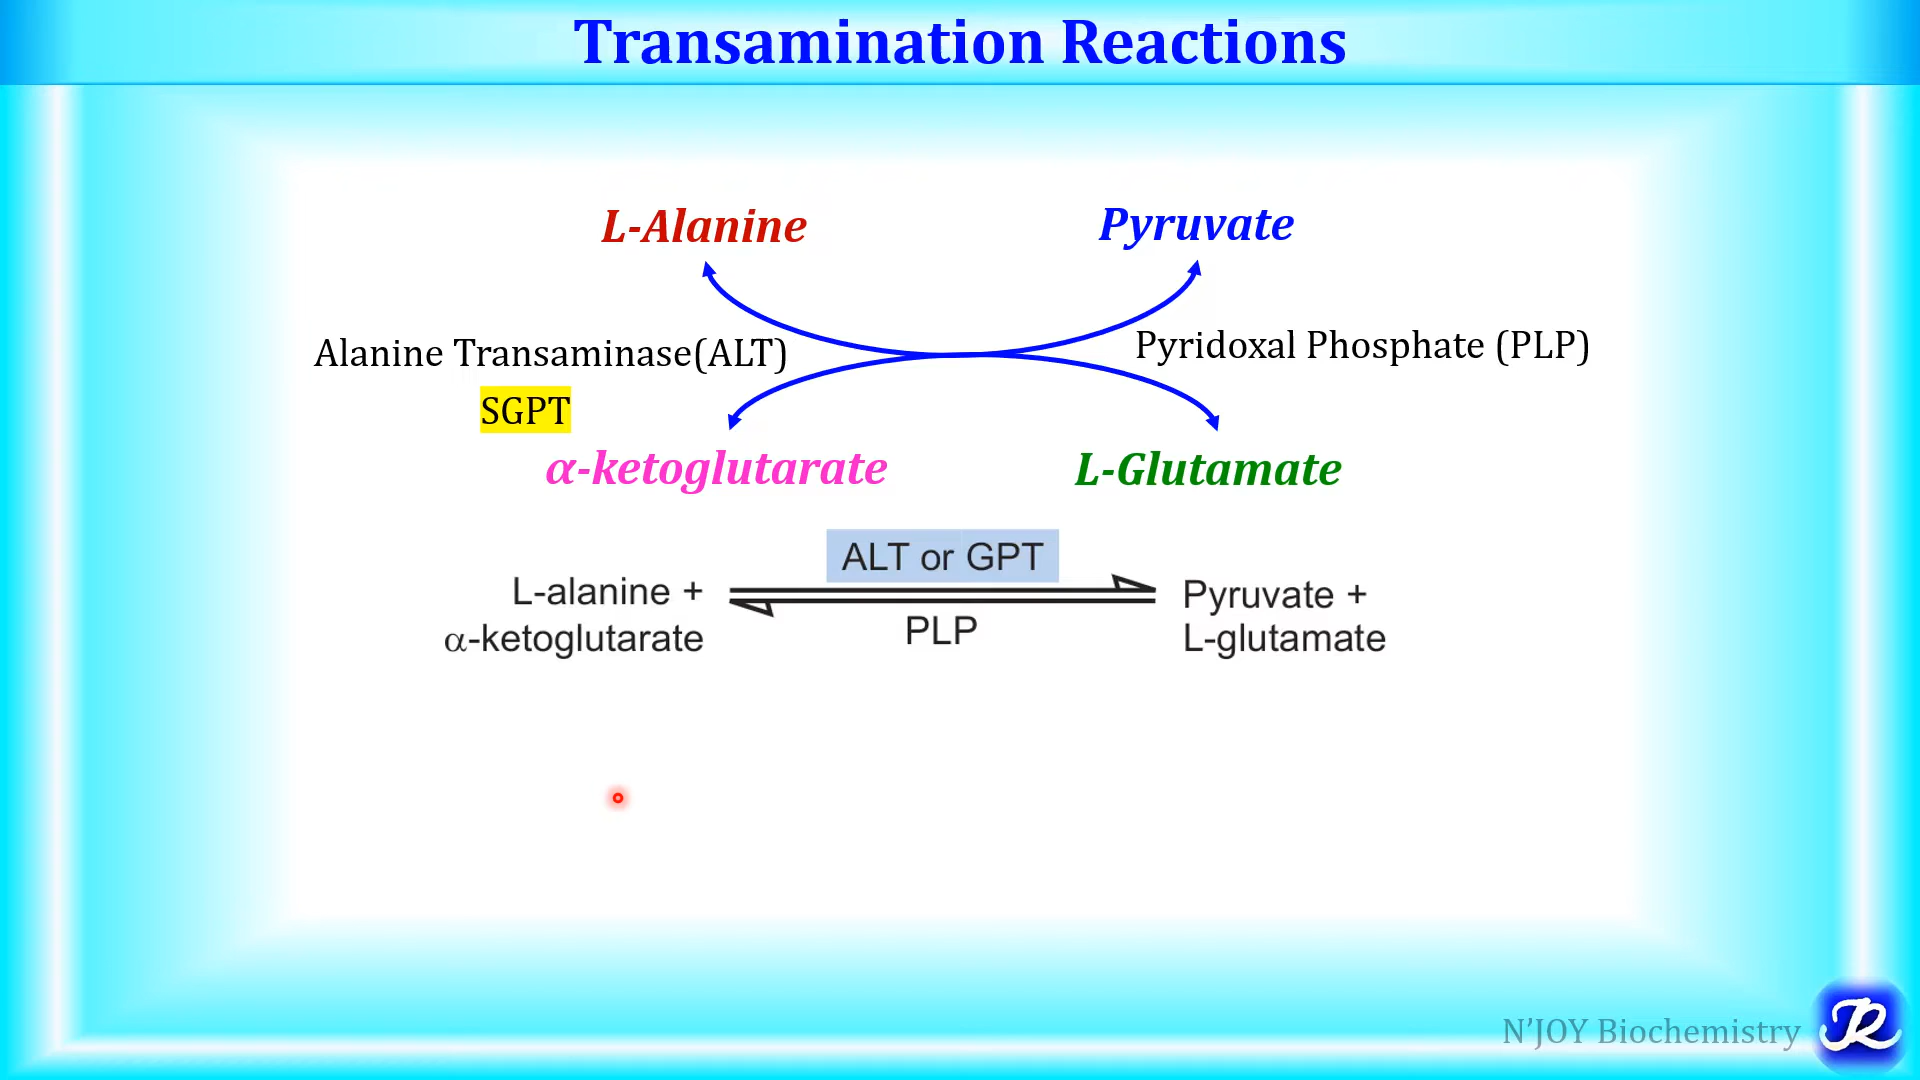 Transamination Reactions
L-Alanine
Pyruvate
Alanine Transaminase(ALT)
Pyridoxal Phosphate (PLP)
SGPT
α-ketoglutarate
L-Glutamate
ALT or GPT
L-alanine +
α-ketoglutarate
PLP
Pyruvate +
L-glutamate
N'JOY Biochemistry